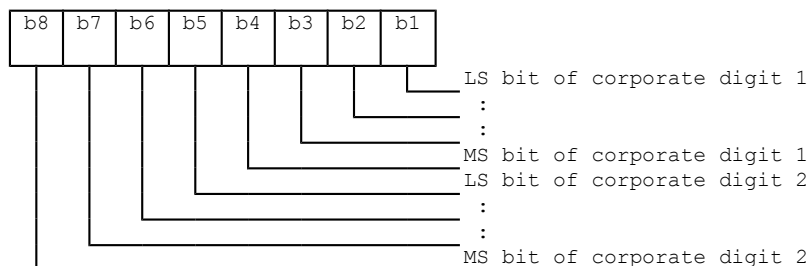 b8 b7 b6 b5 b4 b3 b2 b1
LS bit of corporate digit 1
:
:
MS bit of corporate digit 1
LS bit of corporate digit 2
:
:
MS bit of corporate digit 2